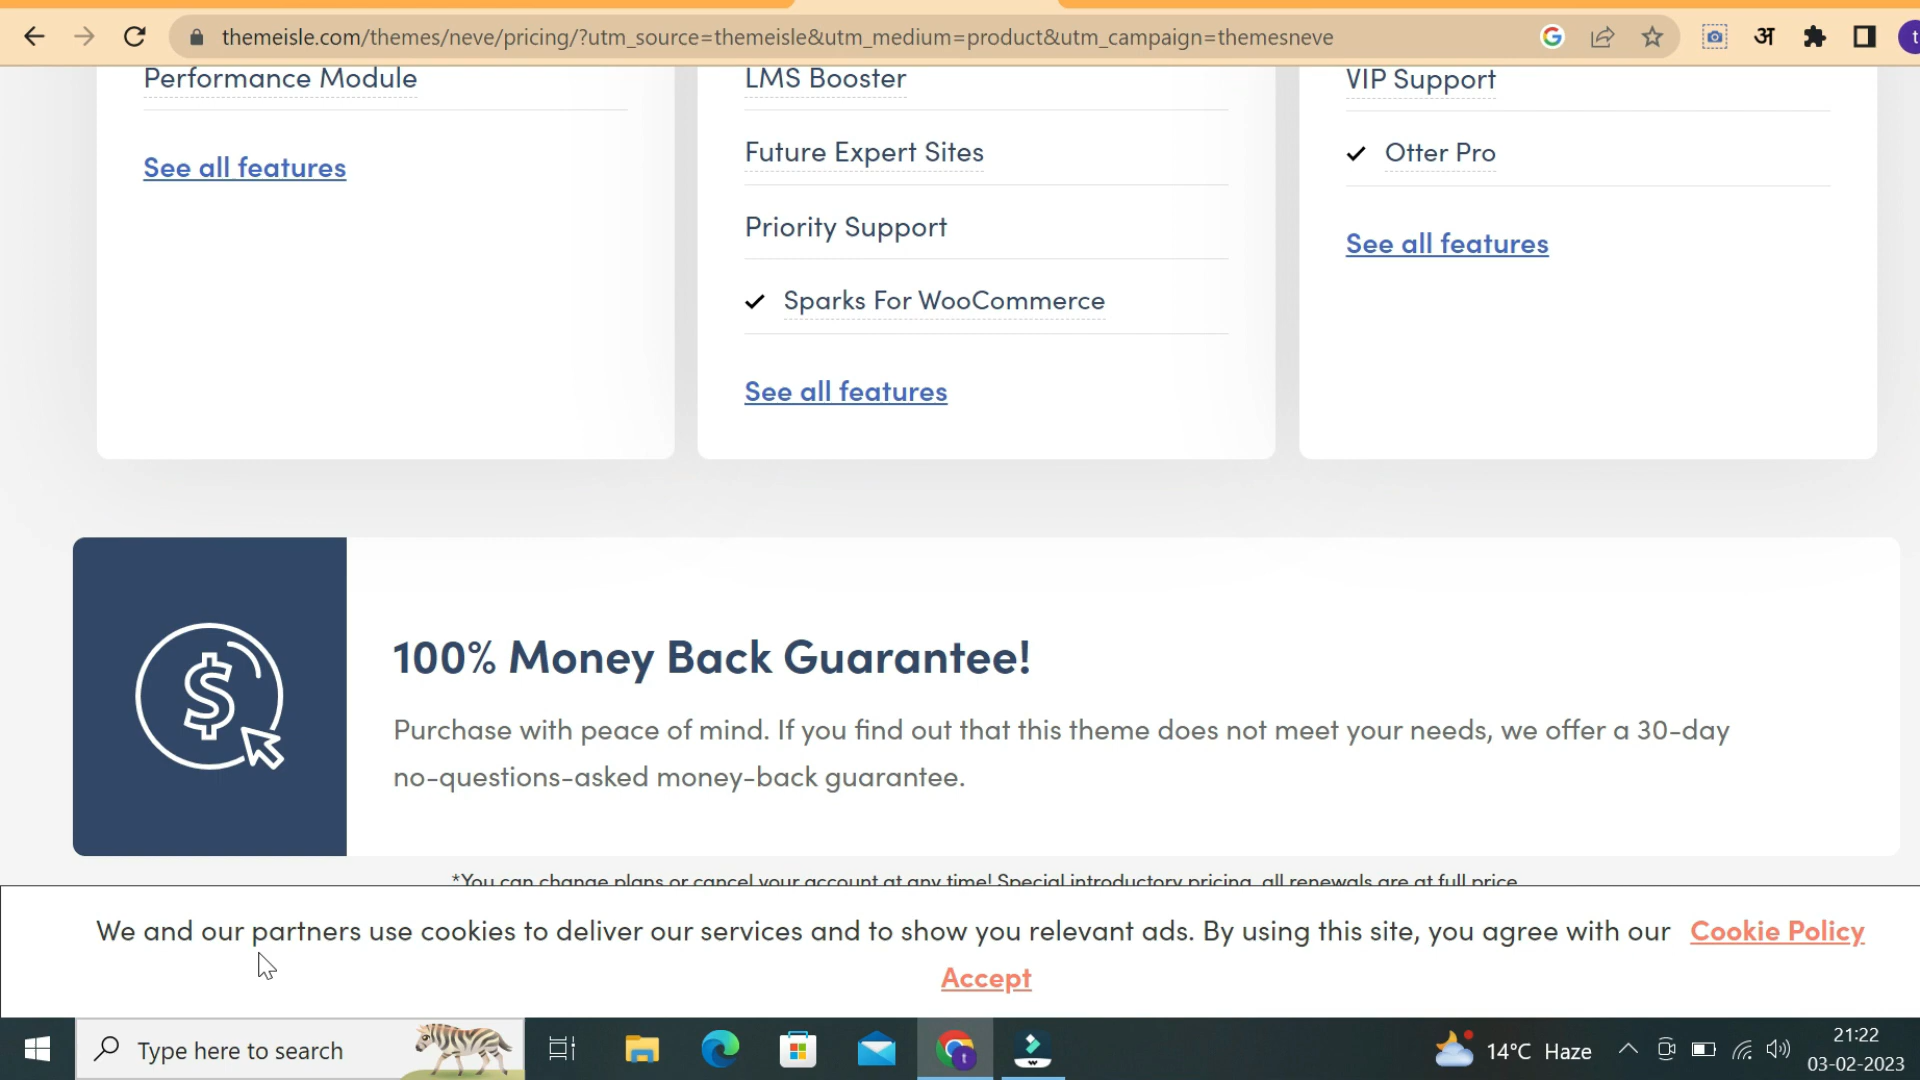 themeisle.com/themes/neve/pricing/?utm_source=themeisle&utm_medium=product&utm_campaign=themesneve
अ
t
Performance Module
See all features
LMS Booster
Future Expert Sites
Priority Support
Sparks For WooCommerce
See all features
VIP Support
Otter Pro
See all features
$
100% Money Back Guarantee!
Purchase with peace of mind. If you find out that this theme does not meet your needs, we offer a 30-day
no-questions-asked money-back guarantee.
*You can change plans or cancel your account at any time! Special introductory pricing, all renewals are at full price
We and our partners use cookies to deliver our services and to show you relevant ads. By using this site, you agree with our Cookie Policy
Accept
Type here to search
t
14°C Haze
21:22
03-02-2023